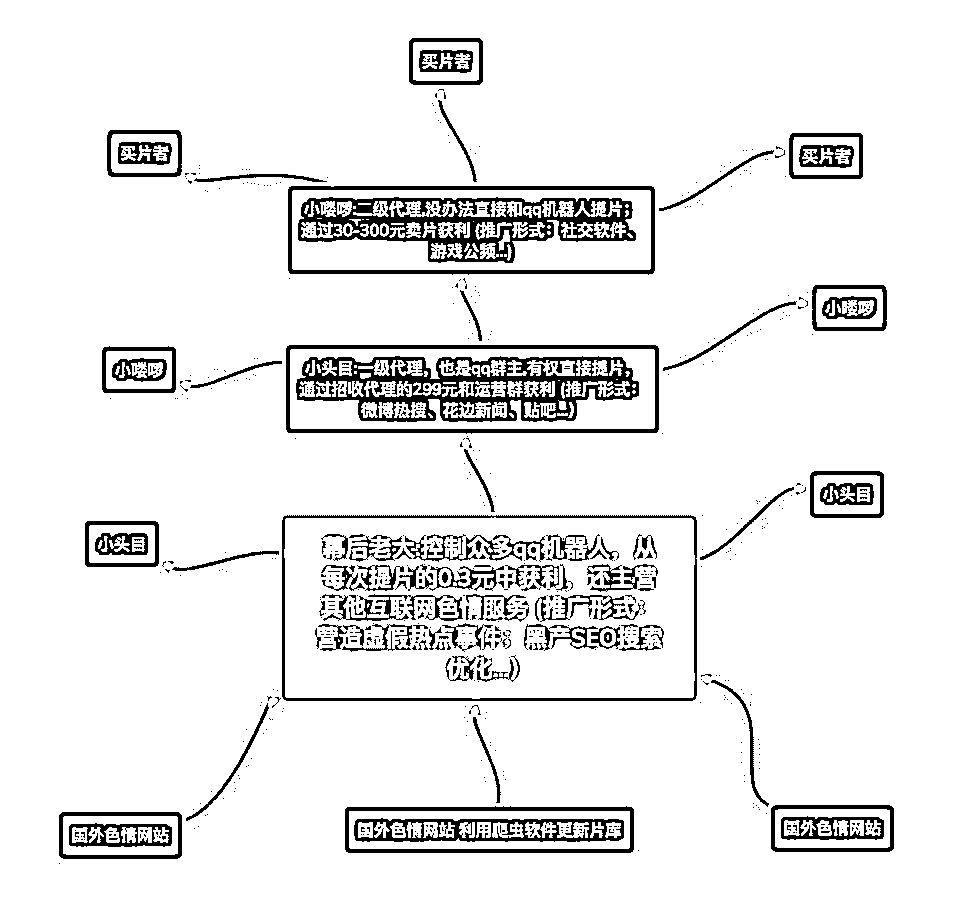 买片者
买片者
买片者
小喽啰:二级代理,没办法直接和qq机器人提片；
通过30-300元卖片获利 (推广形式：社交软件、
游戏公频...)
小喽啰
小喽啰
小头目:一级代理，也是qq群主.有权直接提片，
通过招收代理的299元和运营群获利 (推广形式：
微博热搜、花边新闻、贴吧...)
小头目
小头目
幕后老大:控制众多qq机器人，从
每次提片的0.3元中获利，还主营
其他互联网色情服务 (推广形式：
营造虚假热点事件；黑产SEO搜索
优化...)
国外色情网站
国外色情网站 利用爬虫软件更新片库
国外色情网站